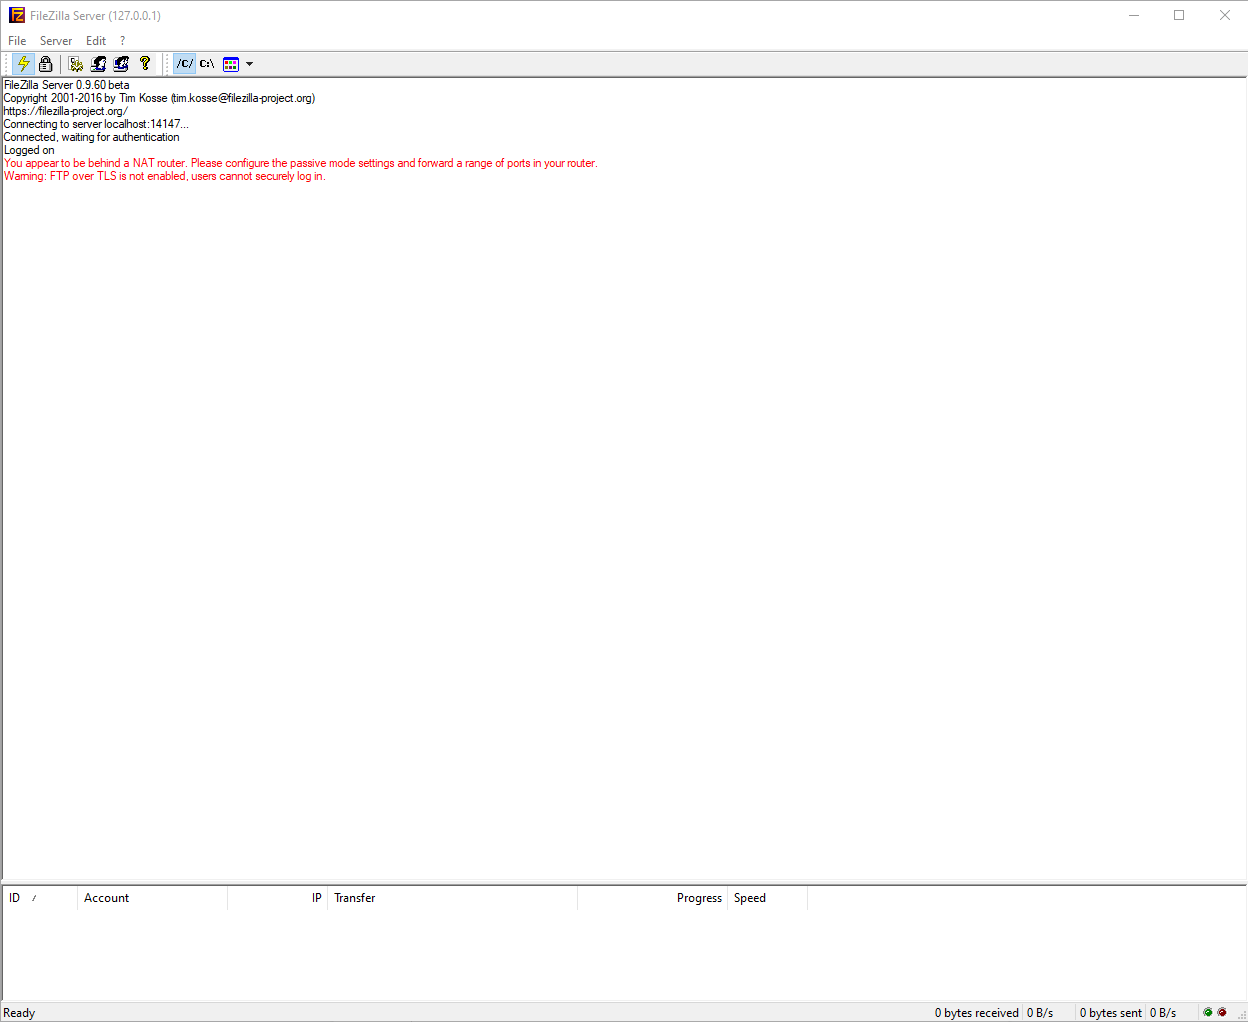 FileZilla Server (127.0.0.1)
File Server Edit ?
/C/ C:\
FileZilla Server 0.9.60 beta
Copyright 2001-2016 by Tim Kosse (tim.kosse@filezilla-project.org)
https://filezilla-project.org/
Connecting to server localhost:14147...
Connected, waiting for authentication
Logged on
You appear to be behind a NAT router. Please configure the passive mode settings and forward a range of ports in your router.
Warning: FTP over TLS is not enabled, users cannot securely log in.
ID / Account IP Transfer Progress Speed
Ready 0 bytes received 0 B/s 0 bytes sent 0 B/s